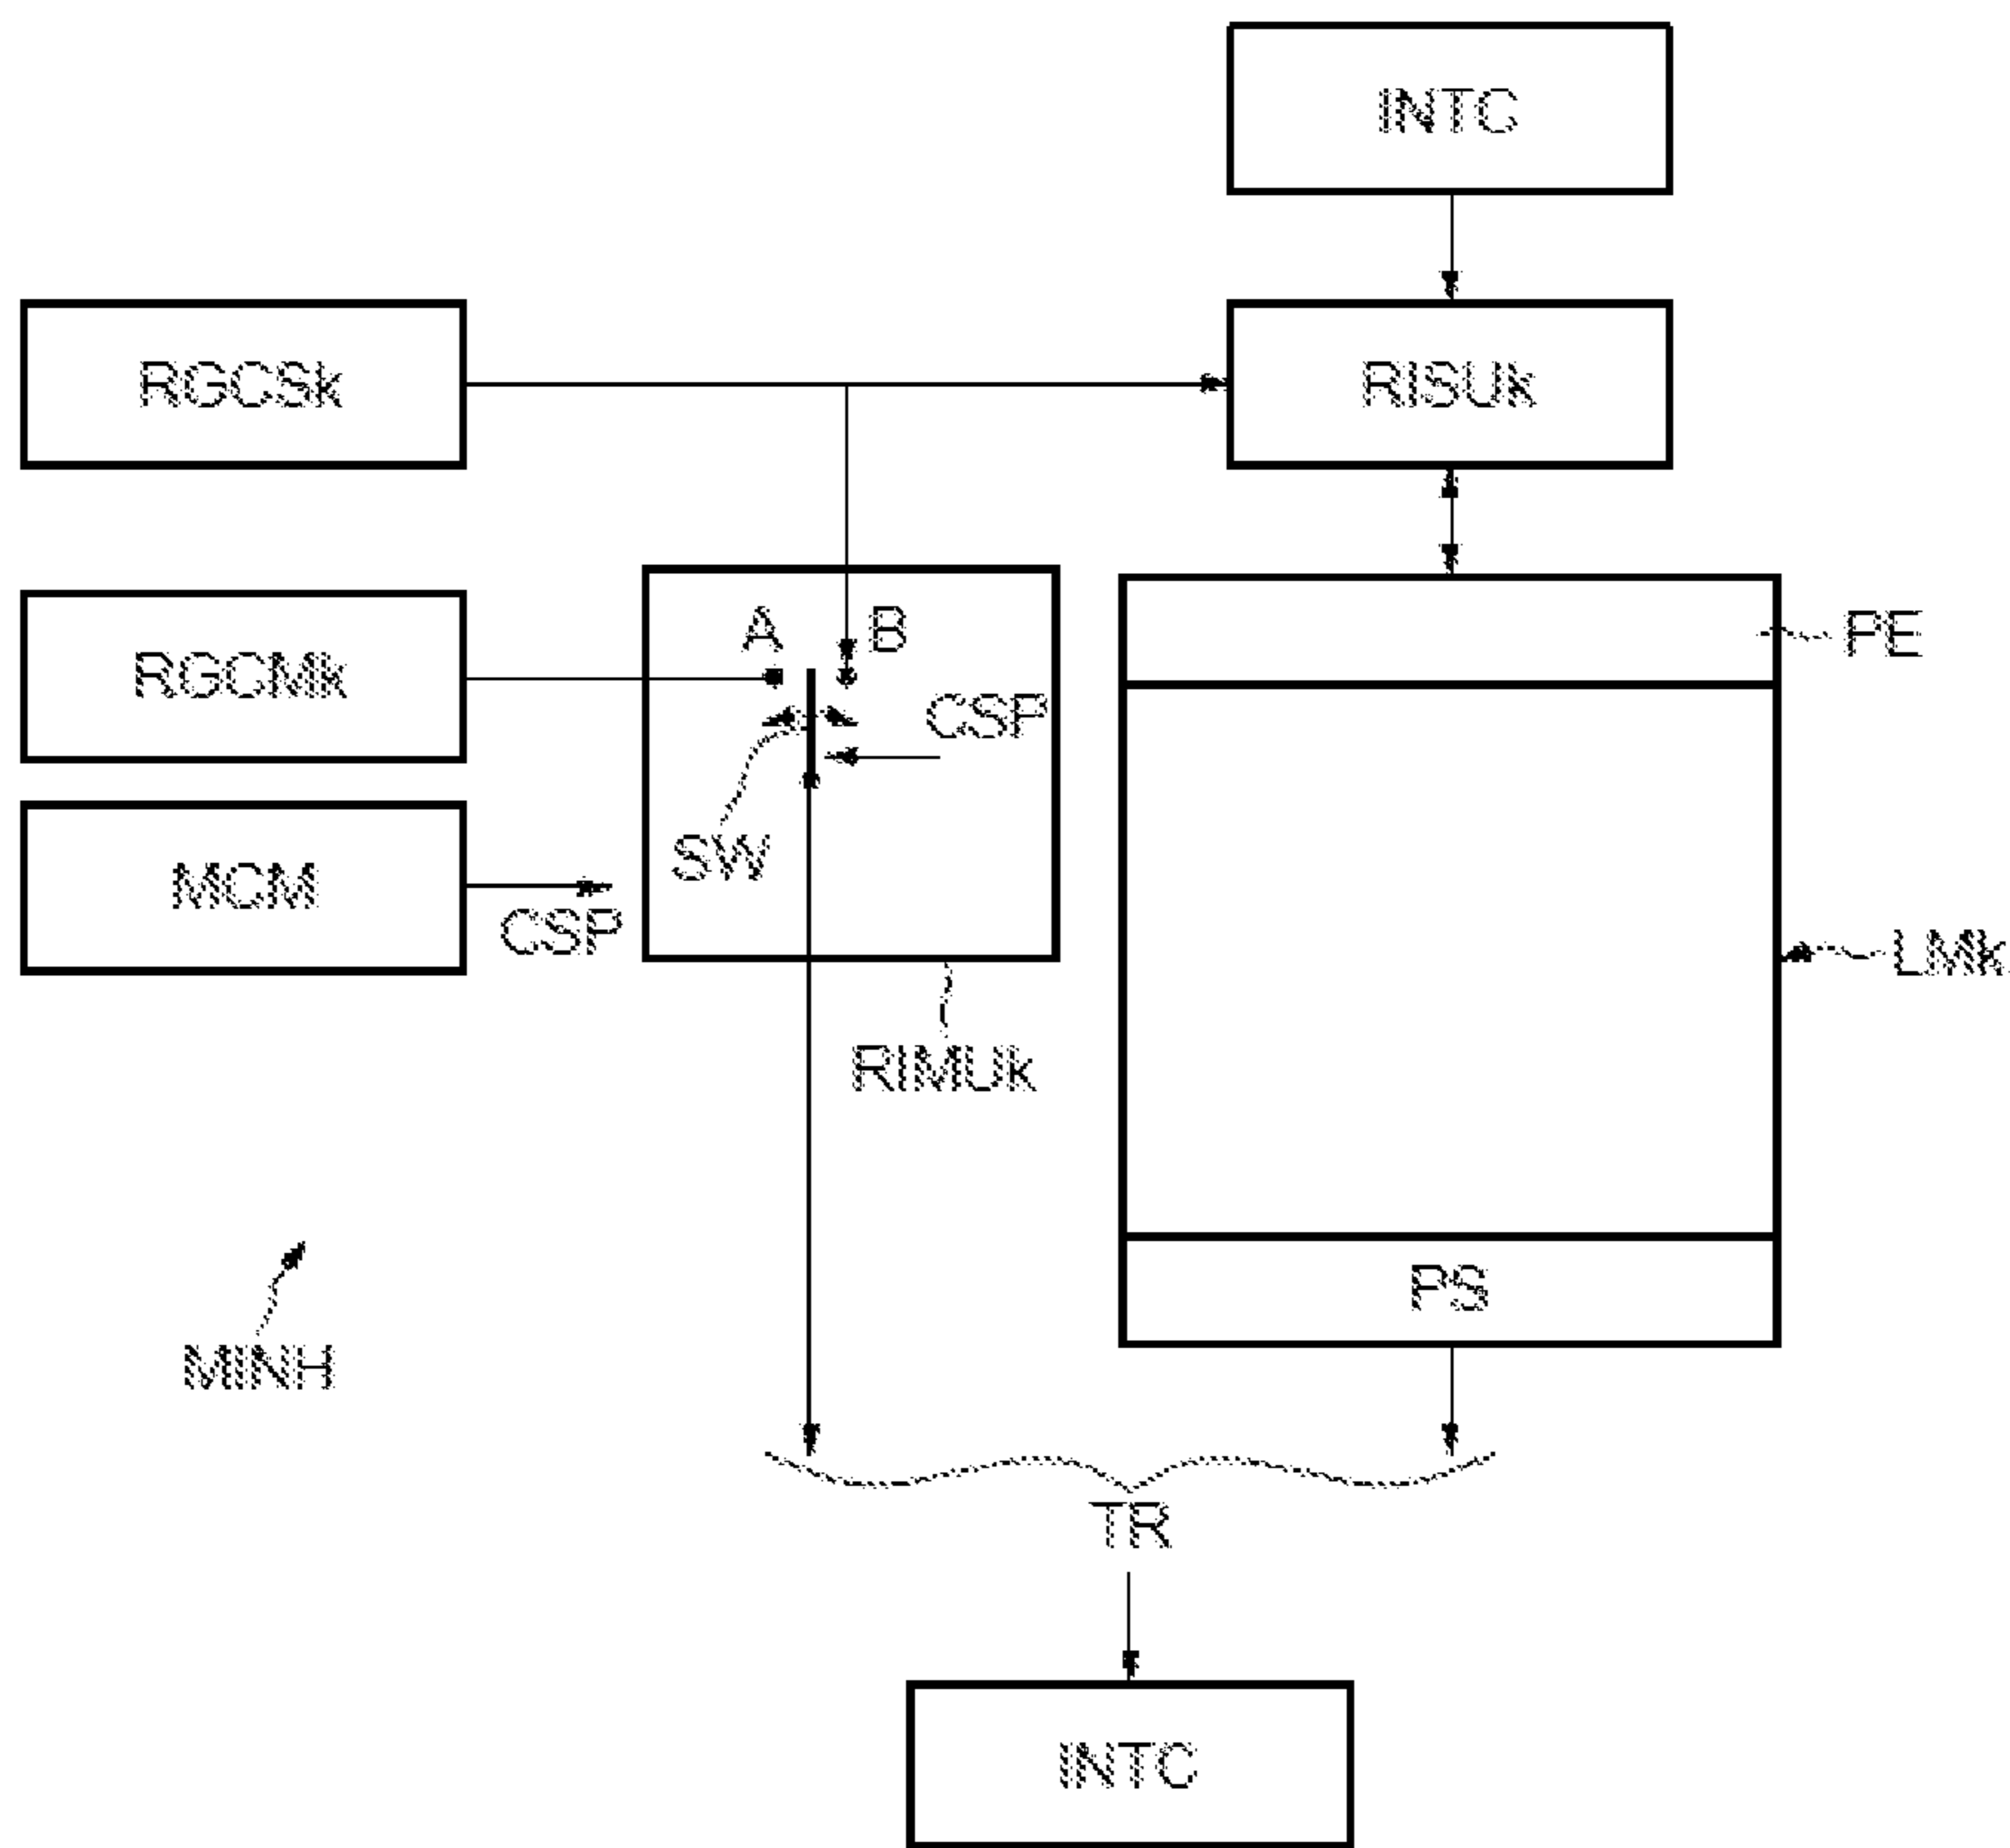 INTC
RGCSk
RISUk
A
B
PE
RGCMk
CSP
SW
MCM
CSP
LMk
RIMUk
PS
MINH
TR
INTC